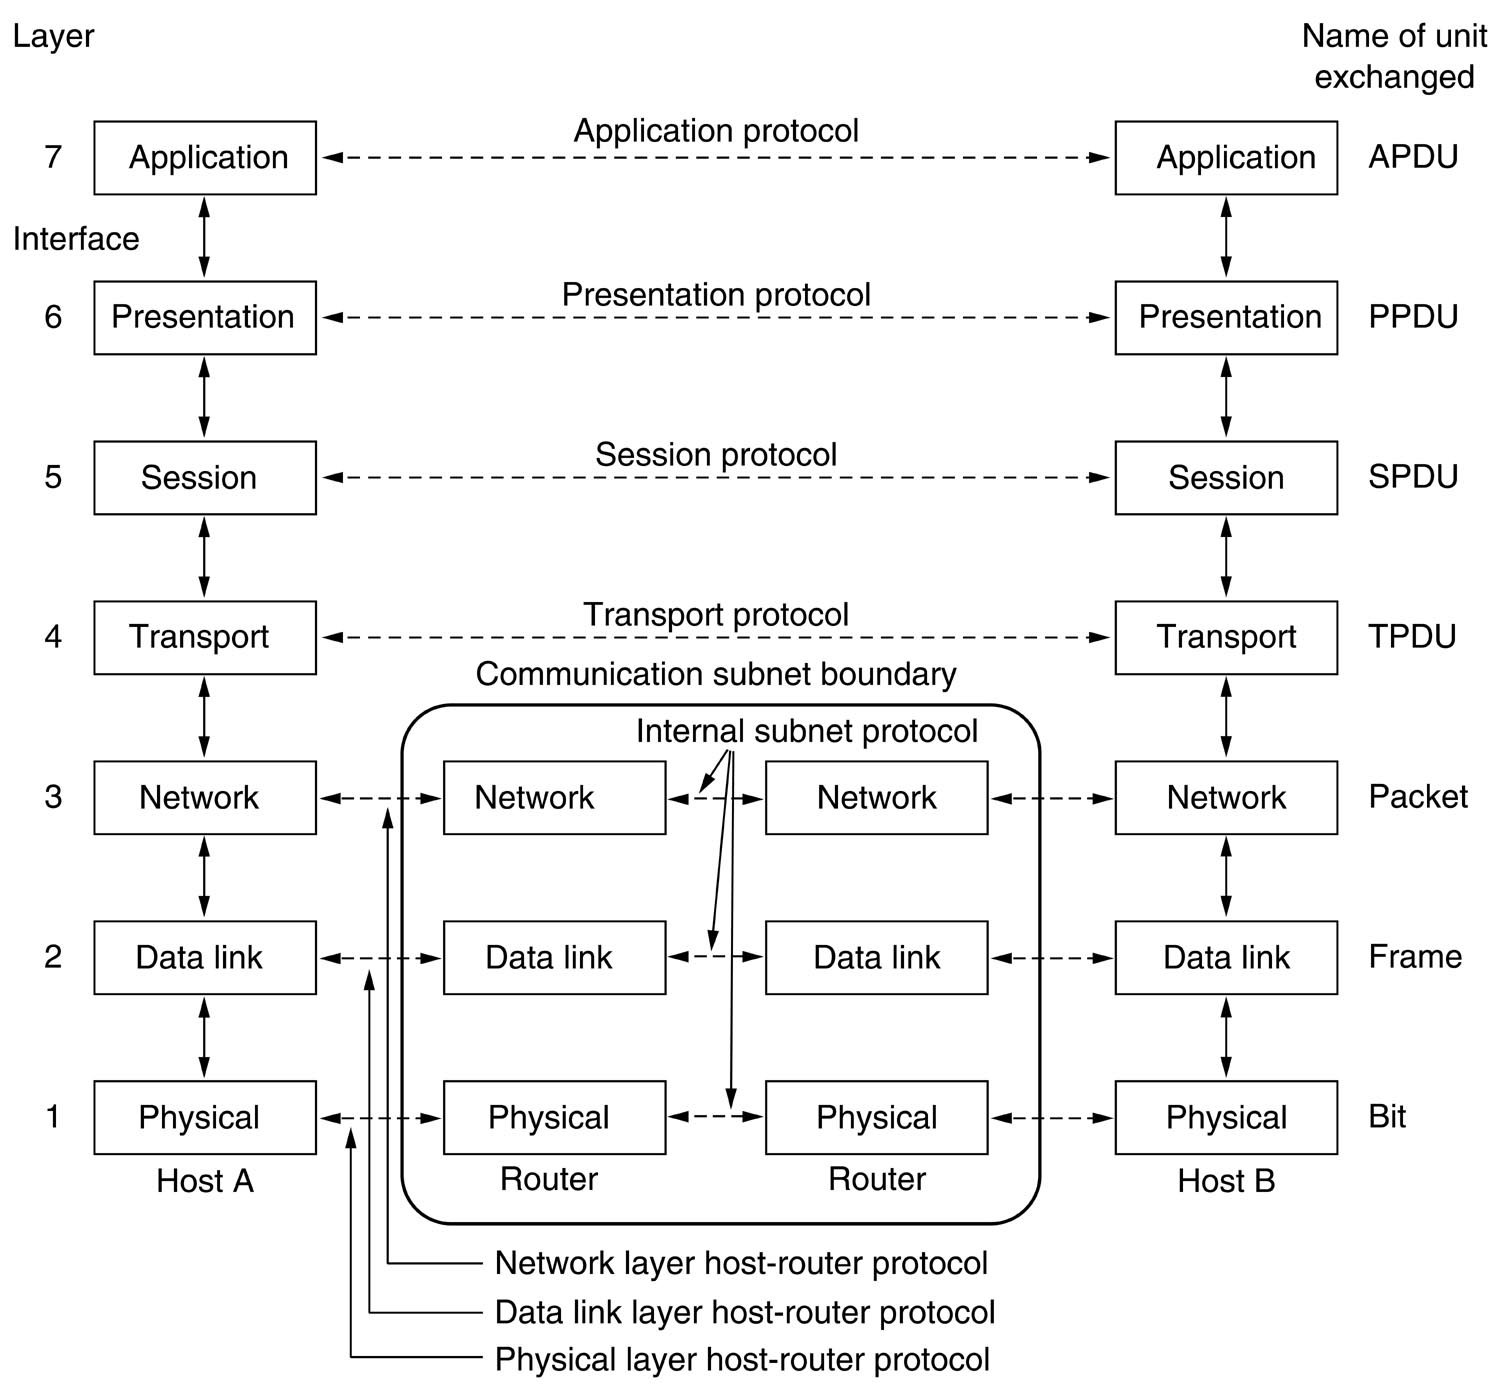 Layer
Name of unit
exchanged
7
Application
Application protocol
Application
APDU
Interface
6
Presentation
Presentation protocol
Presentation
PPDU
5
Session
Session protocol
Session
SPDU
4
Transport
Transport protocol
Transport
TPDU
Communication subnet boundary
Internal subnet protocol
3
Network
Network
Network
Network
Packet
2
Data link
Data link
Data link
Data link
Frame
1
Physical
Physical
Physical
Physical
Bit
Host A
Router
Router
Host B
Network layer host-router protocol
Data link layer host-router protocol
Physical layer host-router protocol